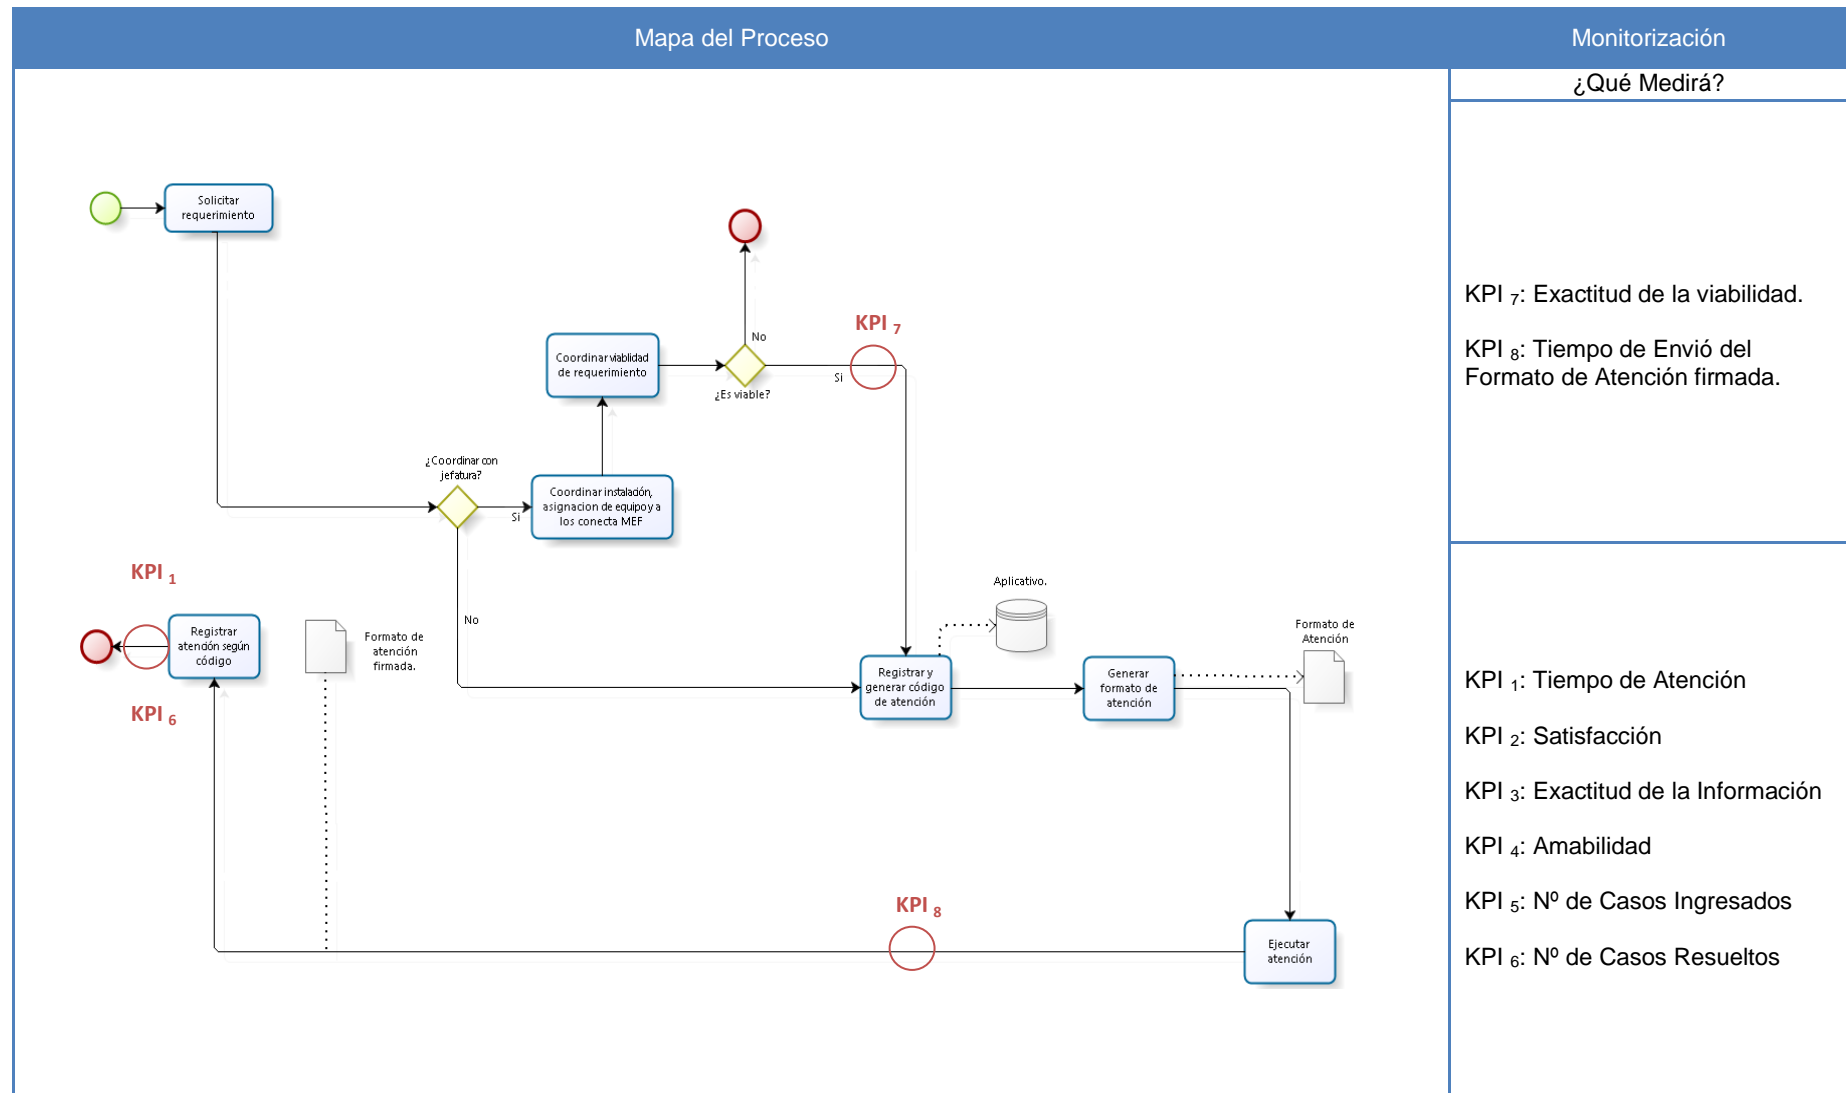 Mapa del Proceso
Monitorización
¿Qué Medirá?
Solicitar
requerimiento
No
KPI 7
Coordinar viablidad
de requerimiento
Si
¿Es viable?
¿Coordinar con
jefatura?
Si
Coordinar instalación,
asignacion de equipo y a
los conecta MEF
No
KPI 1
Registrar
atención según
código
KPI 6
Formato de
atención
firmada.
Aplicativo.
Registrar y
generar código
de atención
Generar
formato de
atención
Formato de
Atención
KPI 8
Ejecutar
atención
KPI 7: Exactitud de la viabilidad.
KPI 8: Tiempo de Envió del
Formato de Atención firmada.
KPI 1: Tiempo de Atención
KPI 2: Satisfacción
KPI 3: Exactitud de la Información
KPI 4: Amabilidad
KPI 5: Nº de Casos Ingresados
KPI 6: Nº de Casos Resueltos